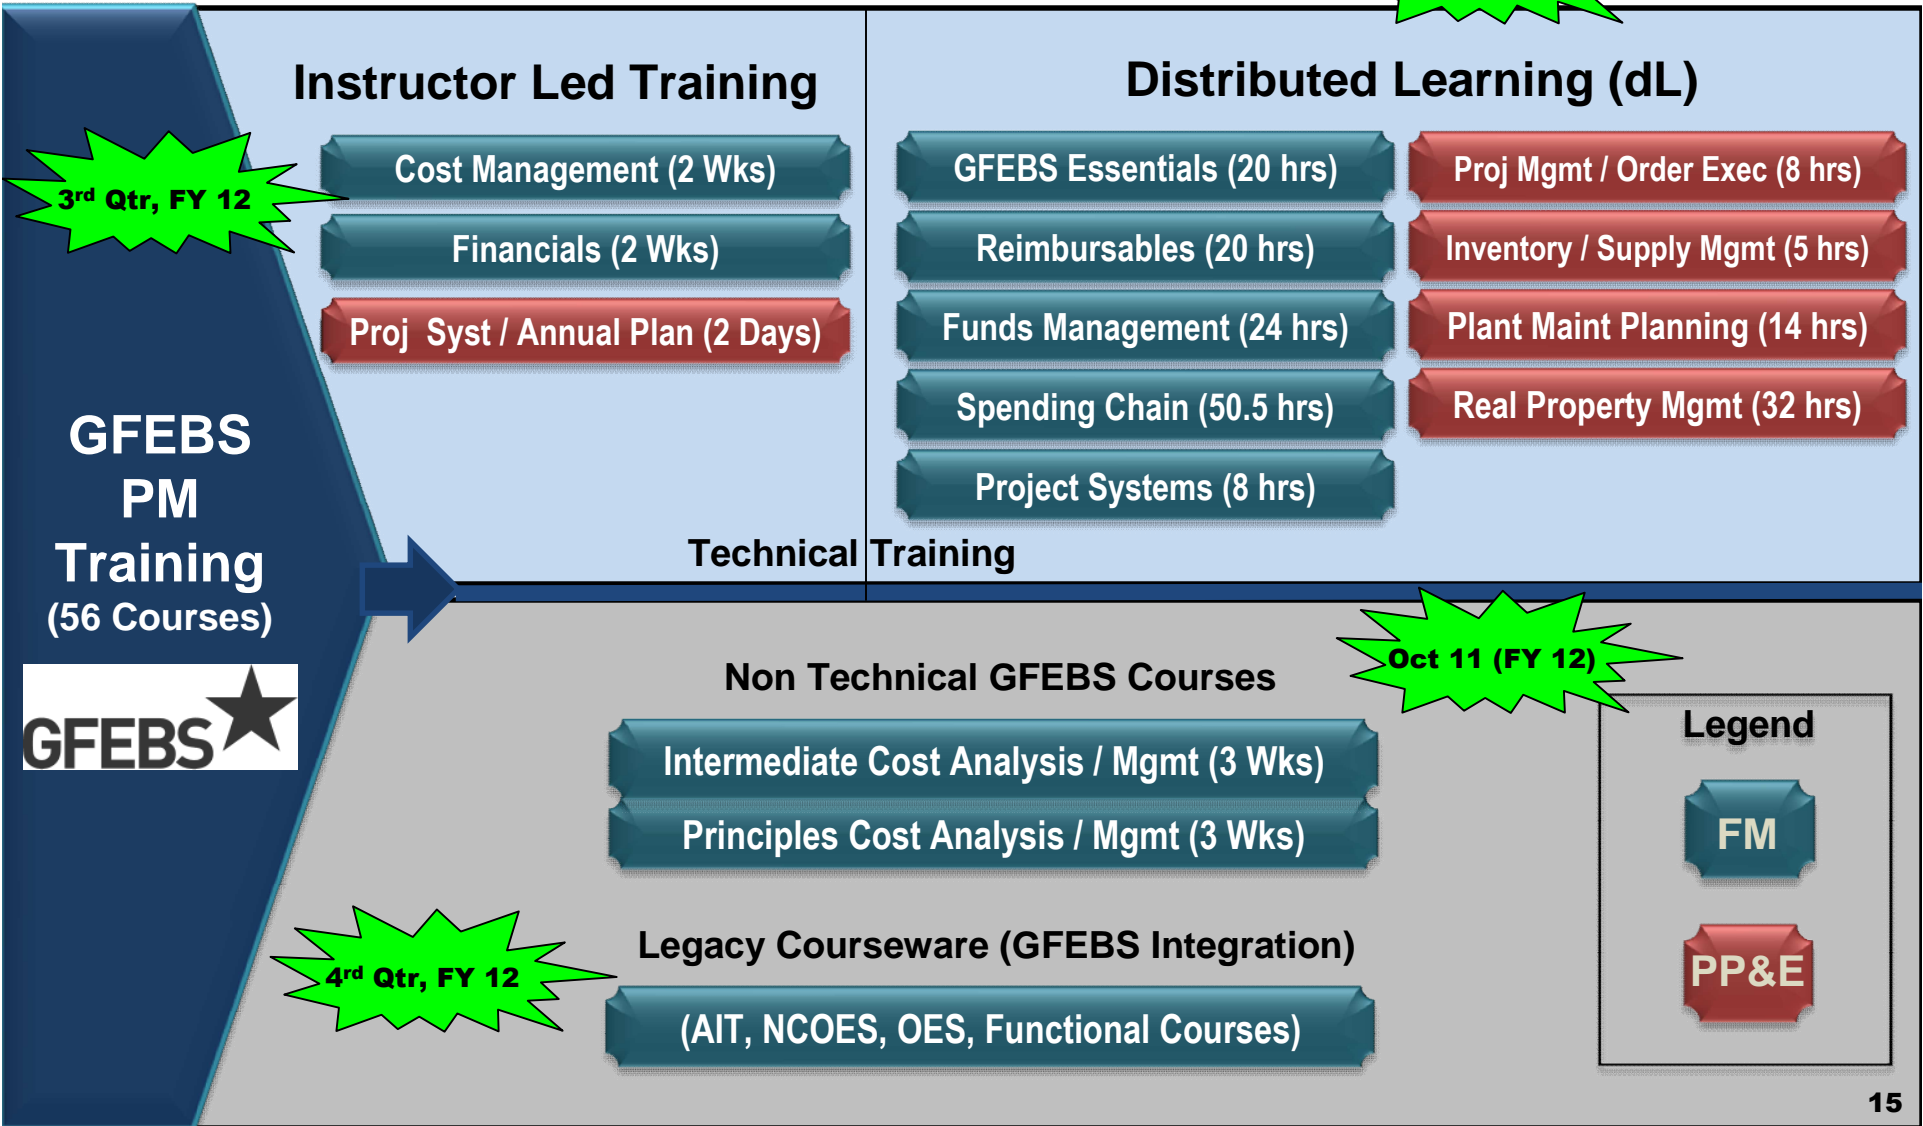 Instructor Led Training
Distributed Learning (dL)
3rd Qtr, FY 12
Cost Management (2 Wks)
Financials (2 Wks)
Proj Syst / Annual Plan (2 Days)
GFEBS Essentials (20 hrs)
Reimbursables (20 hrs)
Funds Management (24 hrs)
Spending Chain (50.5 hrs)
Project Systems (8 hrs)
Proj Mgmt / Order Exec (8 hrs)
Inventory / Supply Mgmt (5 hrs)
Plant Maint Planning (14 hrs)
Real Property Mgmt (32 hrs)
Technical Training
GFEBS
PM
Training
(56 Courses)
GFEBS
Oct 11 (FY 12)
Non Technical GFEBS Courses
Intermediate Cost Analysis / Mgmt (3 Wks)
Principles Cost Analysis / Mgmt (3 Wks)
4rd Qtr, FY 12
Legacy Courseware (GFEBS Integration)
(AIT, NCOES, OES, Functional Courses)
Legend
FM
PP&E
15